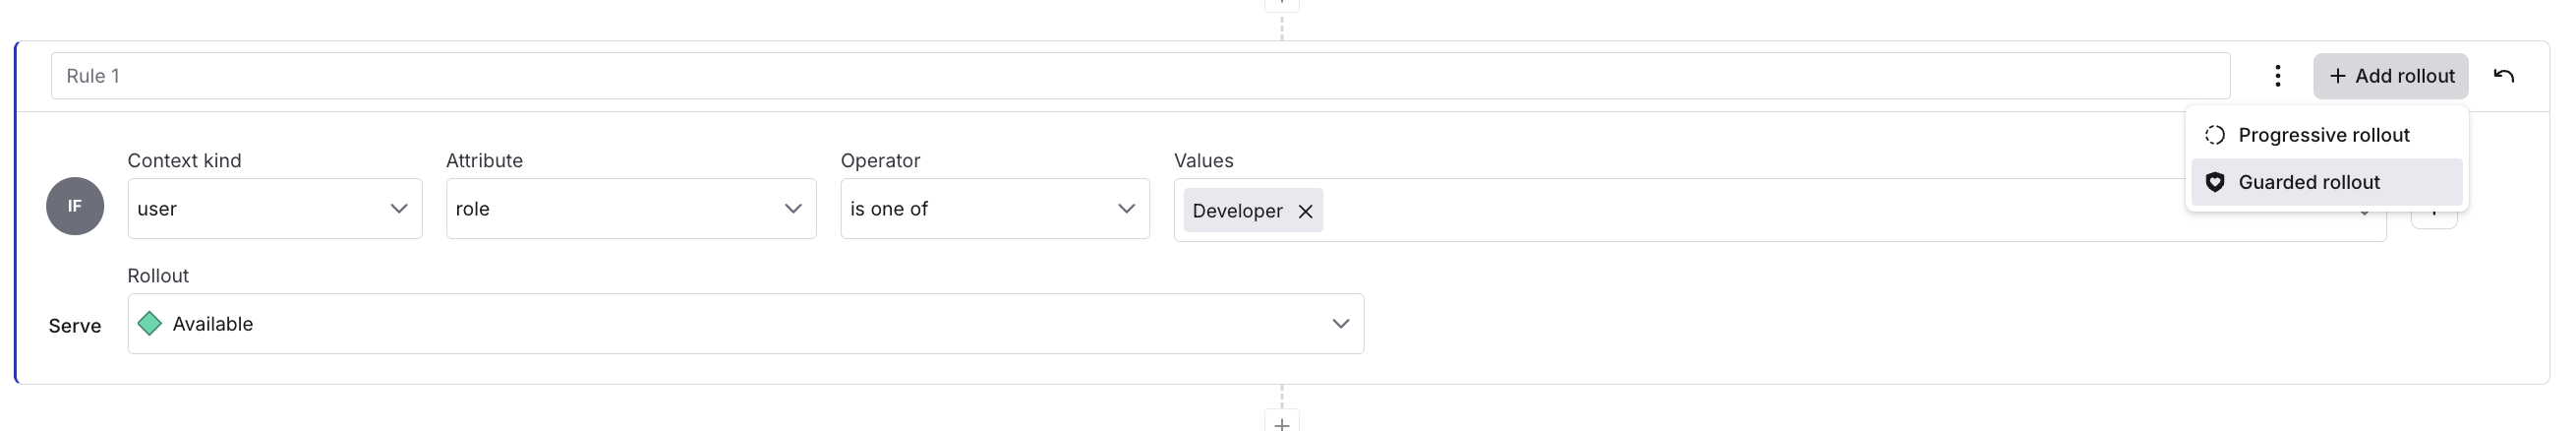 Rule 1
Add rollout
Progressive rollout
Guarded rollout
Context kind
Attribute
Operator
Values
IF
user
role
is one of
Developer
Rollout
Serve
Available